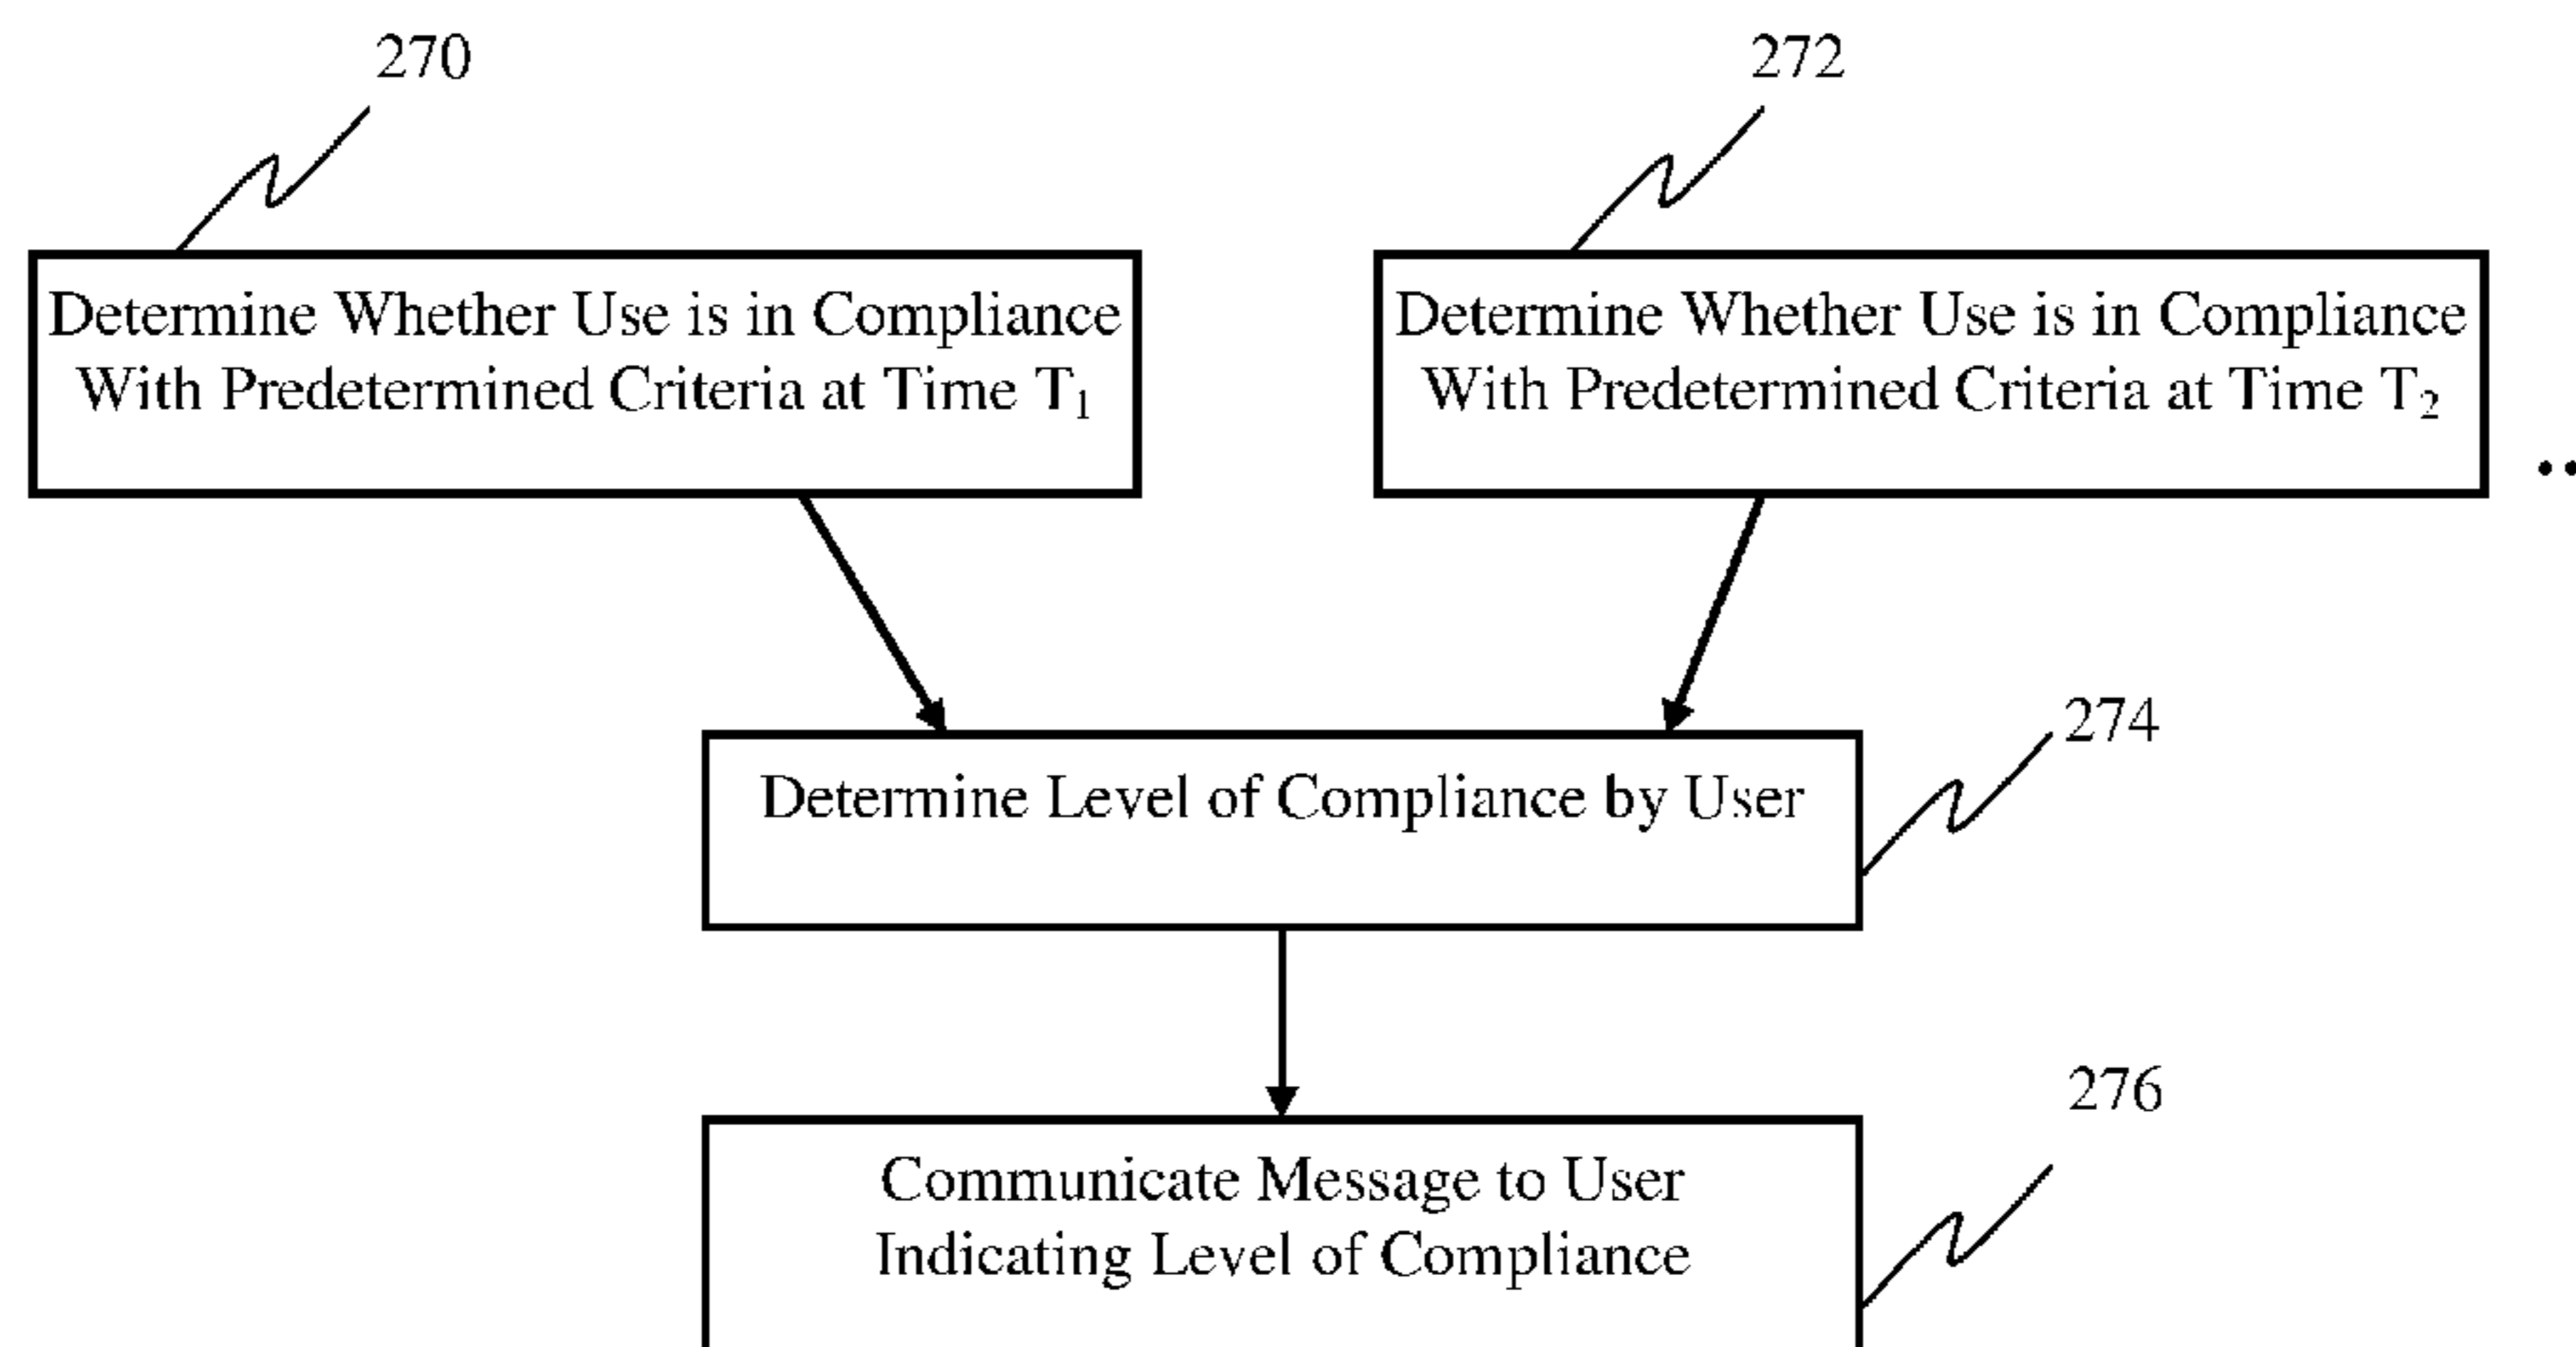 270
272
Determine Whether Use is in Compliance
With Predetermined Criteria at Time T₁
Determine Whether Use is in Compliance
With Predetermined Criteria at Time T₂
..
274
Determine Level of Compliance by User
276
Communicate Message to User
Indicating Level of Compliance